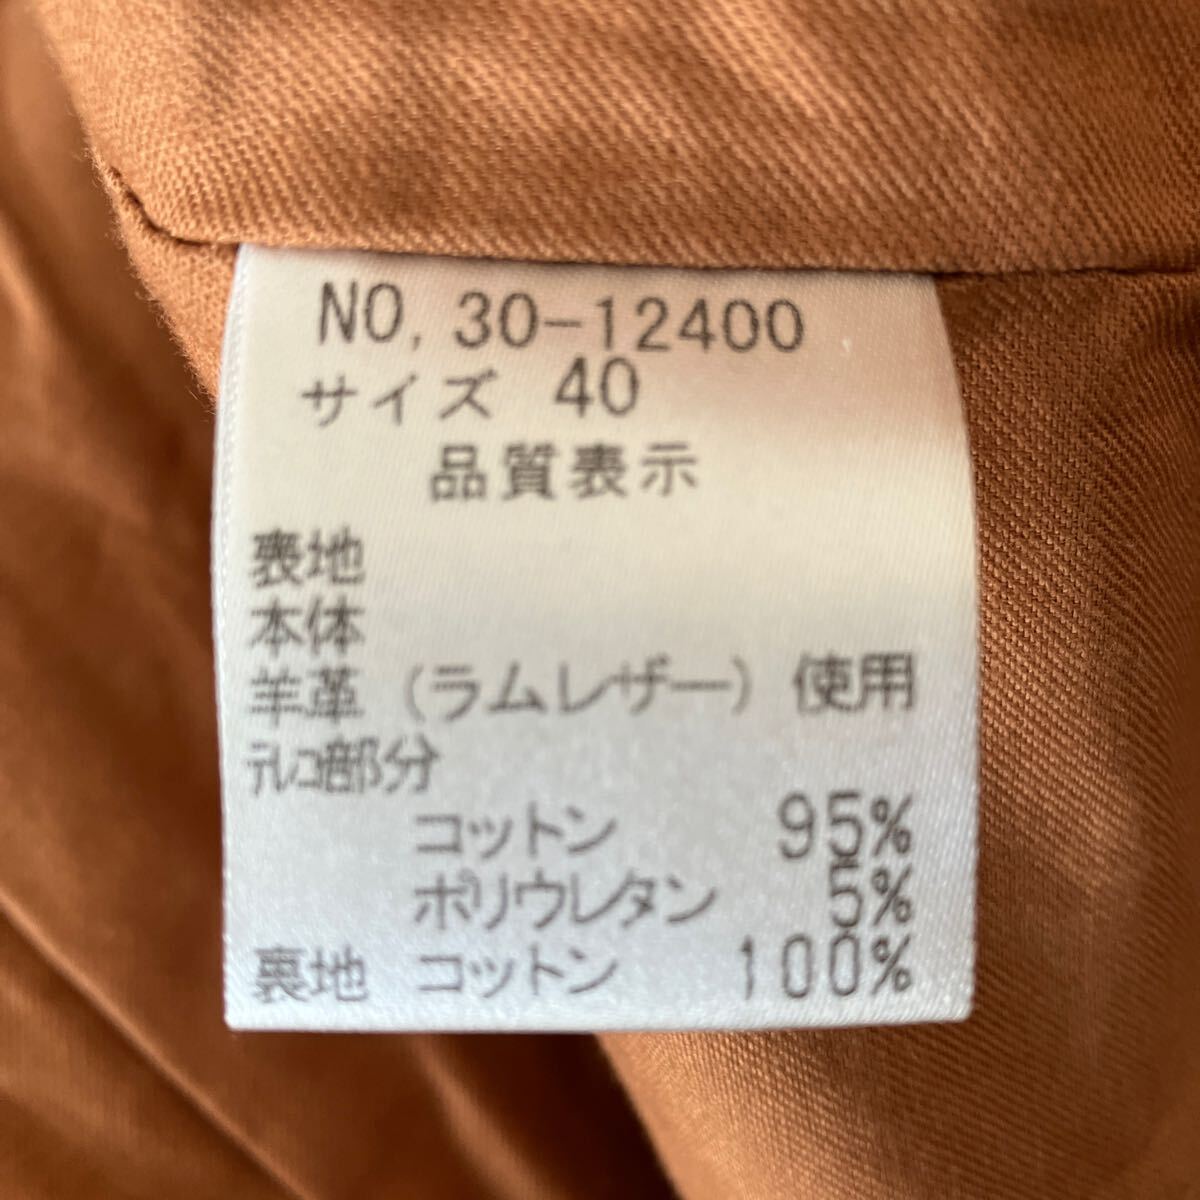 NO, 30-12400
サイズ 40
品質表示
表地
本体
羊革 (ラムレザー) 使用
ﾃﾚｺ部分
コットン 95%
ポリウレタン 5%
裏地 コットン 100%